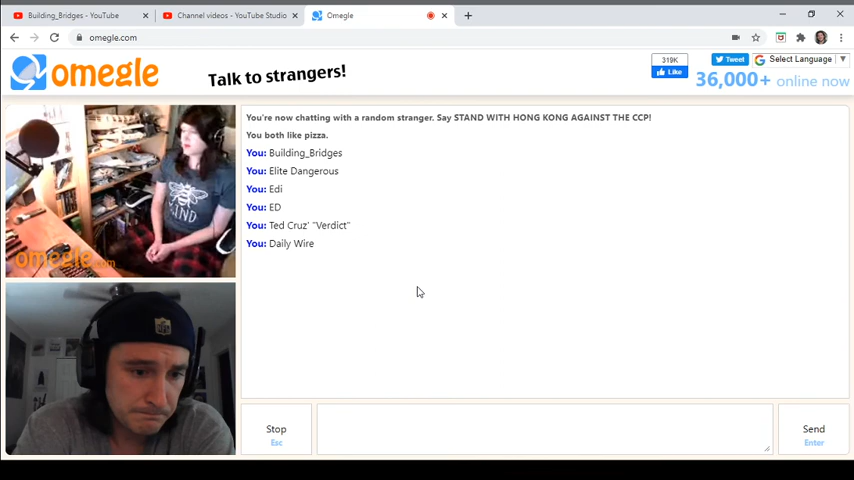 Building_Bridges - YouTube
Channel videos - YouTube Studio
Omegle
omegle.com
omegle
Talk to strangers!
319K
Like
Tweet
Select Language
36,000+ online now
You're now chatting with a random stranger. Say STAND WITH HONG KONG AGAINST THE CCP!
You both like pizza.
You: Building_Bridges
You: Elite Dangerous
You: Edi
You: ED
You: Ted Cruz' "Verdict"
You: Daily Wire
KIND
omegle.com
NFL
Stop
Esc
Send
Enter